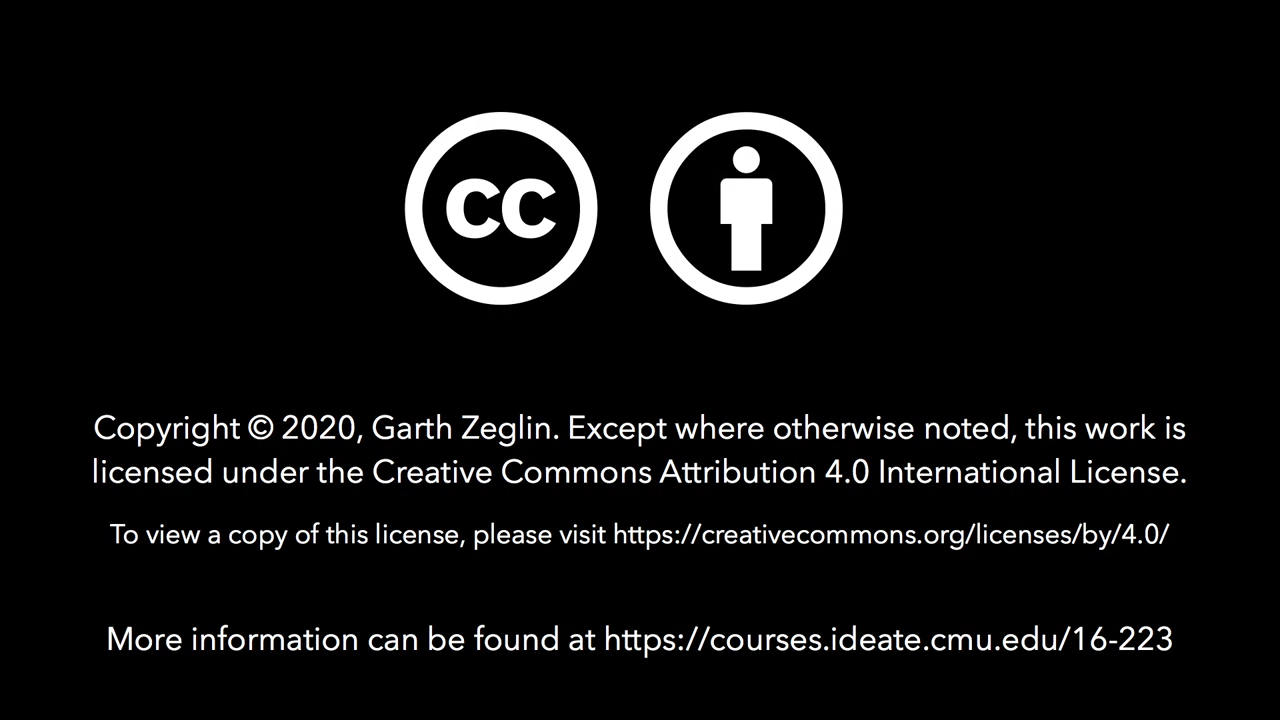 cc
Copyright © 2020, Garth Zeglin. Except where otherwise noted, this work is
licensed under the Creative Commons Attribution 4.0 International License.
To view a copy of this license, please visit https://creativecommons.org/licenses/by/4.0/
More information can be found at https://courses.ideate.cmu.edu/16-223